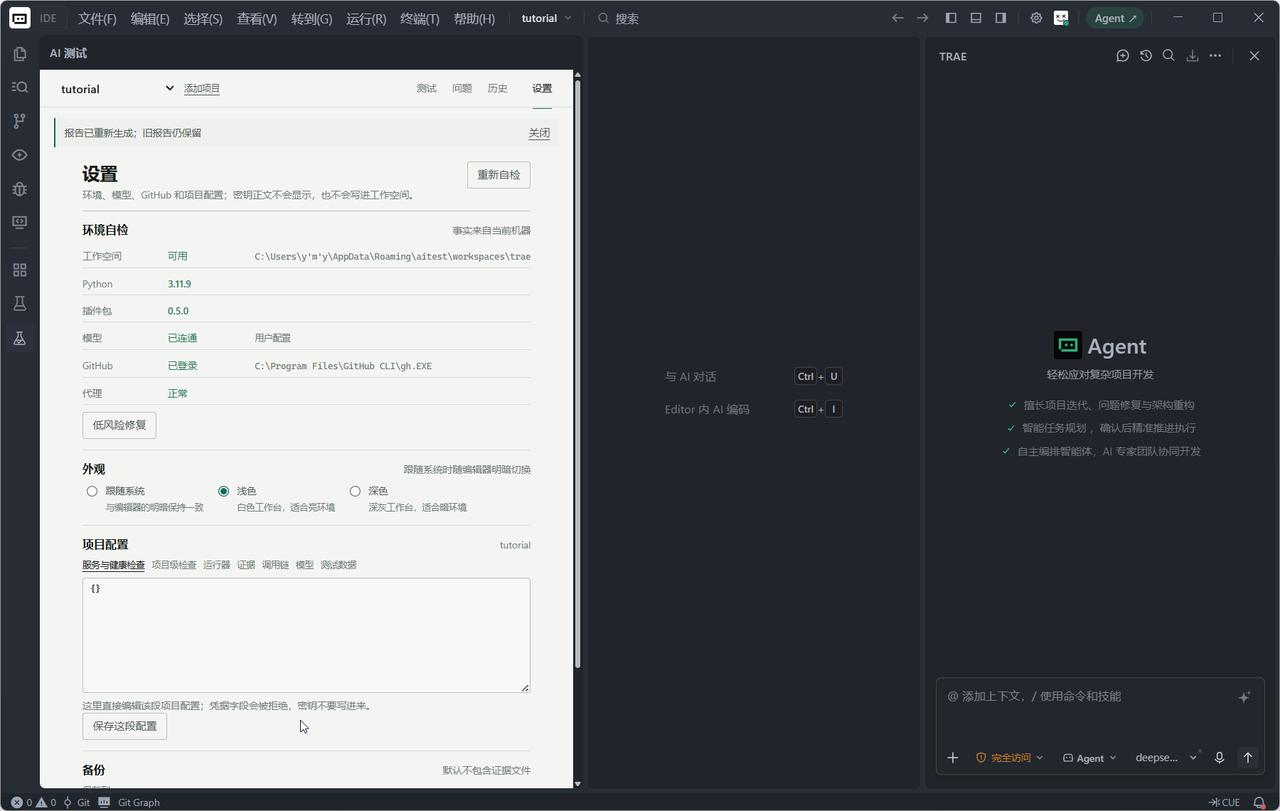 IDE 文件(F) 编辑(E) 选择(S) 查看(V) 转到(G) 运行(R) 终端(T) 帮助(H) tutorial 搜索 Agent
AI 测试
tutorial 添加项目 测试 问题 历史 设置
报告已重新生成；旧报告仍保留 关闭
设置 重新自检
环境、模型、GitHub 和项目配置；密钥正文不会显示，也不会写进工作空间。
环境自检 事实来自当前机器
工作空间 可用 C:\Users\y'm'y\AppData\Roaming\aitest\workspaces\trae
Python 3.11.9
插件包 0.5.0
模型 已连通 用户配置
GitHub 已登录 C:\Program Files\GitHub CLI\gh.EXE
代理 正常
低风险修复
外观 跟随系统时随编辑器明暗切换
跟随系统 浅色 深色
与编辑器的明暗保持一致 白色工作台，适合亮环境 深灰工作台，适合暗环境
项目配置 tutorial
服务与健康检查 项目级检查 运行器 证据 调用链 模型 测试数据
{}
这里直接编辑该段项目配置；凭据字段会被拒绝，密钥不要写进来。
保存这段配置
备份 默认不包含证据文件
与 AI 对话 Ctrl + U
Editor 内 AI 编码 Ctrl + I
TRAE
Agent
轻松应对复杂项目开发
擅长项目迭代、问题修复与架构重构
智能任务规划，确认后精准推进执行
自主编排智能体，AI 专家团队协同开发
@ 添加上下文，/ 使用命令和技能
完全访问 Agent deepse...
0 0 Git Git Graph CUE